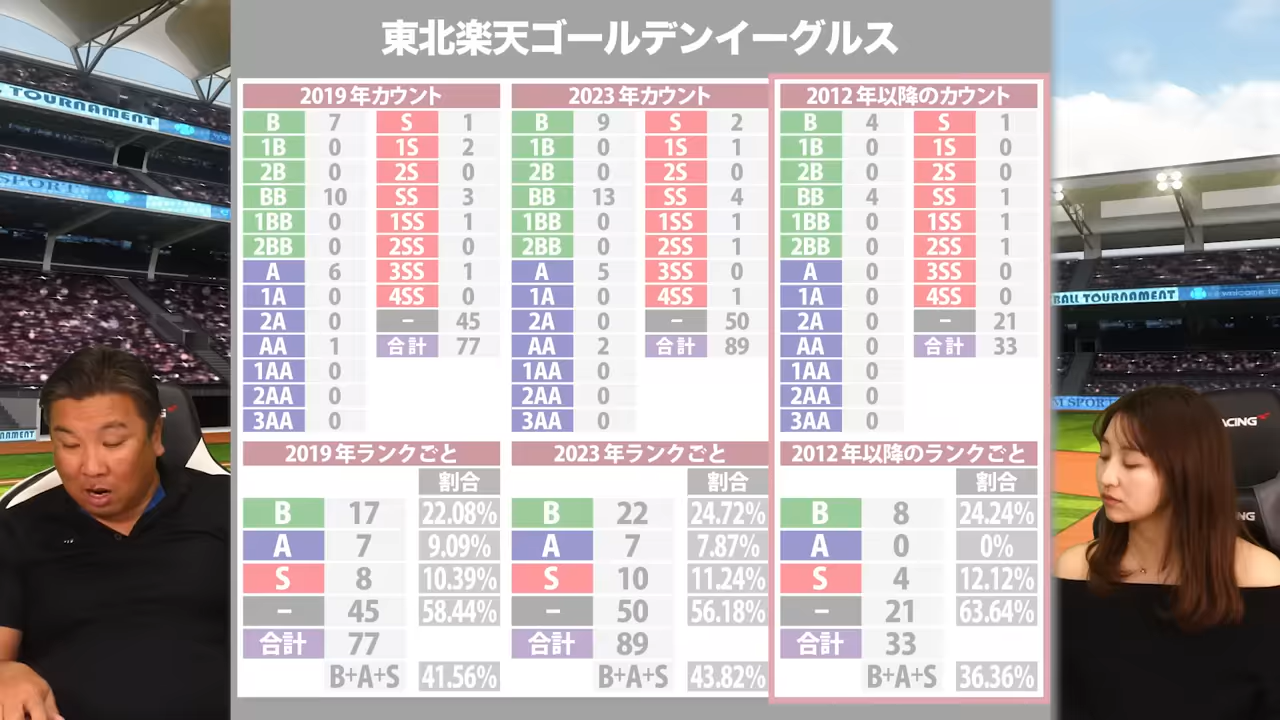 東北楽天ゴールデンイーグルス
2019年カウント 2023年カウント 2012年以降のカウント
B 7 S 1 B 9 S 2 B 4 S 1
1B 0 1S 2 1B 0 1S 1 1B 0 1S 0
2B 0 2S 0 2B 0 2S 0 2B 0 2S 0
BB 10 SS 3 BB 13 SS 4 BB 4 SS 1
1BB 0 1SS 1 1BB 0 1SS 1 1BB 0 1SS 1
2BB 0 2SS 0 2BB 0 2SS 1 2BB 0 2SS 1
A 6 3SS 1 A 5 3SS 0 A 0 3SS 0
1A 0 4SS 0 1A 0 4SS 1 1A 0 4SS 0
2A 0 － 45 2A 0 － 50 2A 0 － 21
AA 1 合計 77 AA 2 合計 89 AA 0 合計 33
1AA 0 1AA 0 1AA 0
2AA 0 2AA 0 2AA 0
3AA 0 3AA 0 3AA 0
2019年ランクごと 2023年ランクごと 2012年以降のランクごと
割合 割合 割合
B 17 22.08% B 22 24.72% B 8 24.24%
A 7 9.09% A 7 7.87% A 0 0%
S 8 10.39% S 10 11.24% S 4 12.12%
－ 45 58.44% － 50 56.18% － 21 63.64%
合計 77 合計 89 合計 33
B+A+S 41.56% B+A+S 43.82% B+A+S 36.36%
TOURNAMENT
SPORT
BALL TOURNAMENT
welcome to
M SPORT
NAMENT
ACING
NG